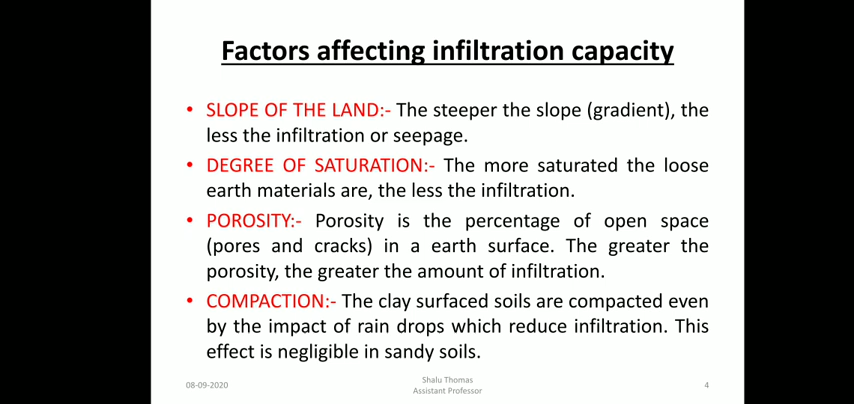 Factors affecting infiltration capacity
• SLOPE OF THE LAND:- The steeper the slope (gradient), the
less the infiltration or seepage.
• DEGREE OF SATURATION:- The more saturated the loose
earth materials are, the less the infiltration.
• POROSITY:- Porosity is the percentage of open space
(pores and cracks) in a earth surface. The greater the
porosity, the greater the amount of infiltration.
• COMPACTION:- The clay surfaced soils are compacted even
by the impact of rain drops which reduce infiltration. This
effect is negligible in sandy soils.
08-09-2020
Shalu Thomas
Assistant Professor
4